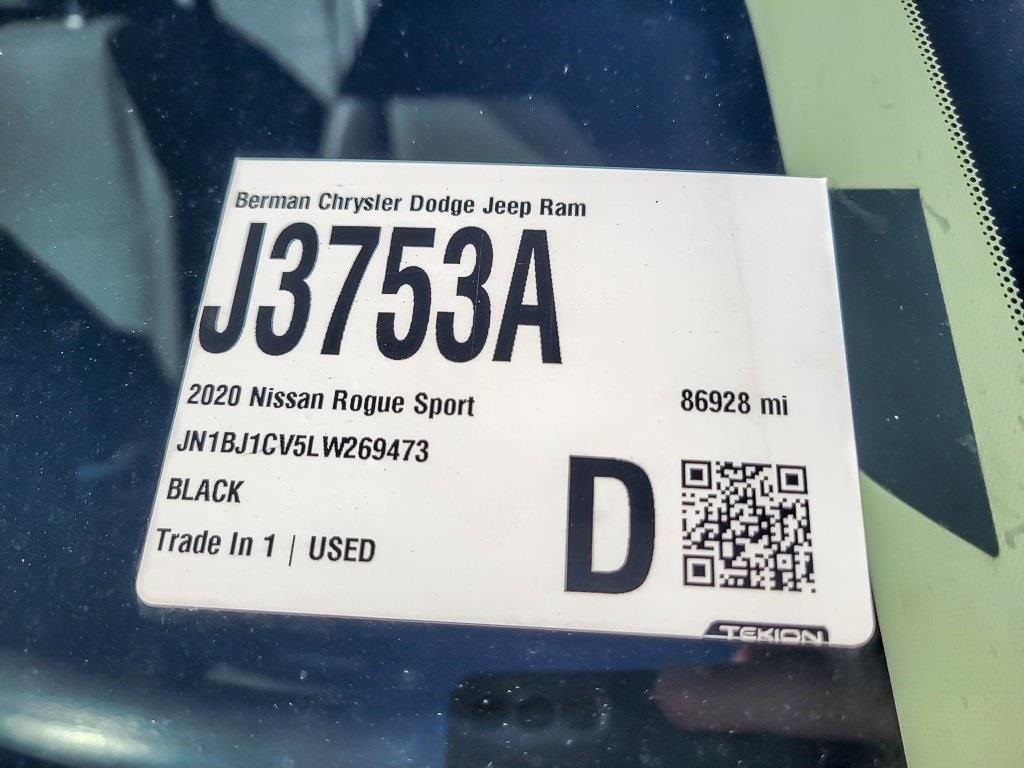 Berman Chrysler Dodge Jeep Ram
J3753A
2020 Nissan Rogue Sport
86928 mi
JN1BJ1CV5LW269473
BLACK
D
Trade In 1 | USED
TEKION